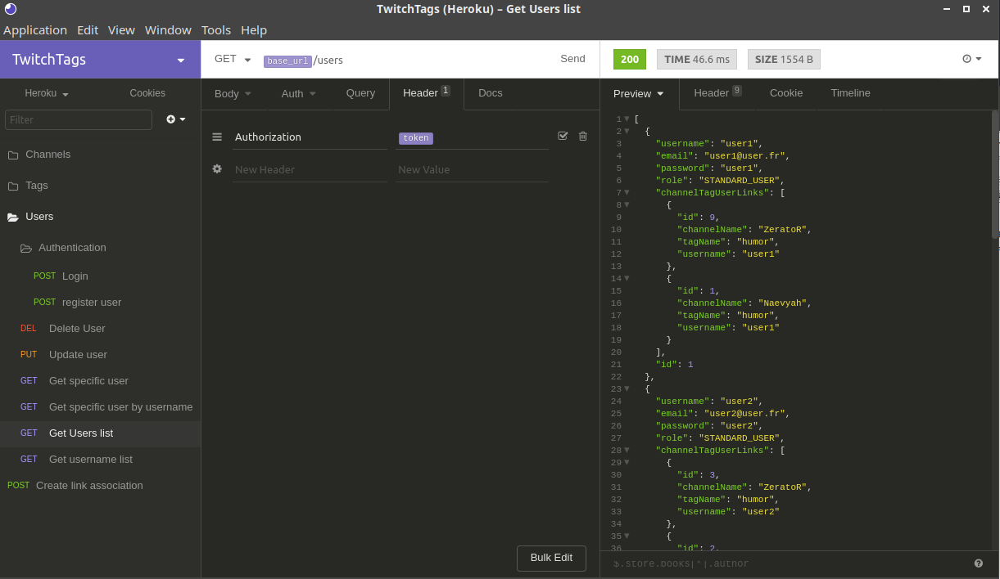 TwitchTags (Heroku) – Get Users list
Application Edit View Window Tools Help
TwitchTags
GET base_url/users Send
200 TIME 46.6 ms SIZE 1554 B
Heroku Cookies
Filter
Channels
Tags
Users
Authentication
POST Login
POST register user
DEL Delete User
PUT Update user
GET Get specific user
GET Get specific user by username
GET Get Users list
GET Get username list
POST Create link association
Body Auth Query Header 1 Docs
Authorization token
New Header New Value
Bulk Edit
Preview Header 9 Cookie Timeline
1 [
2 {
3 "username": "user1",
4 "email": "user1@user.fr",
5 "password": "user1",
6 "role": "STANDARD_USER",
7 "channelTagUserLinks": [
8 {
9 "id": 9,
10 "channelName": "ZeratoR",
11 "tagName": "humor",
12 "username": "user1"
13 },
14 {
15 "id": 1,
16 "channelName": "Naevyah",
17 "tagName": "humor",
18 "username": "user1"
19 }
20 ],
21 "id": 1
22 },
23 {
24 "username": "user2",
25 "email": "user2@user.fr",
26 "password": "user2",
27 "role": "STANDARD_USER",
28 "channelTagUserLinks": [
29 {
30 "id": 3,
31 "channelName": "ZeratoR",
32 "tagName": "humor",
33 "username": "user2"
34 },
35 {
36 "id": 2,
$.store.books[*].author